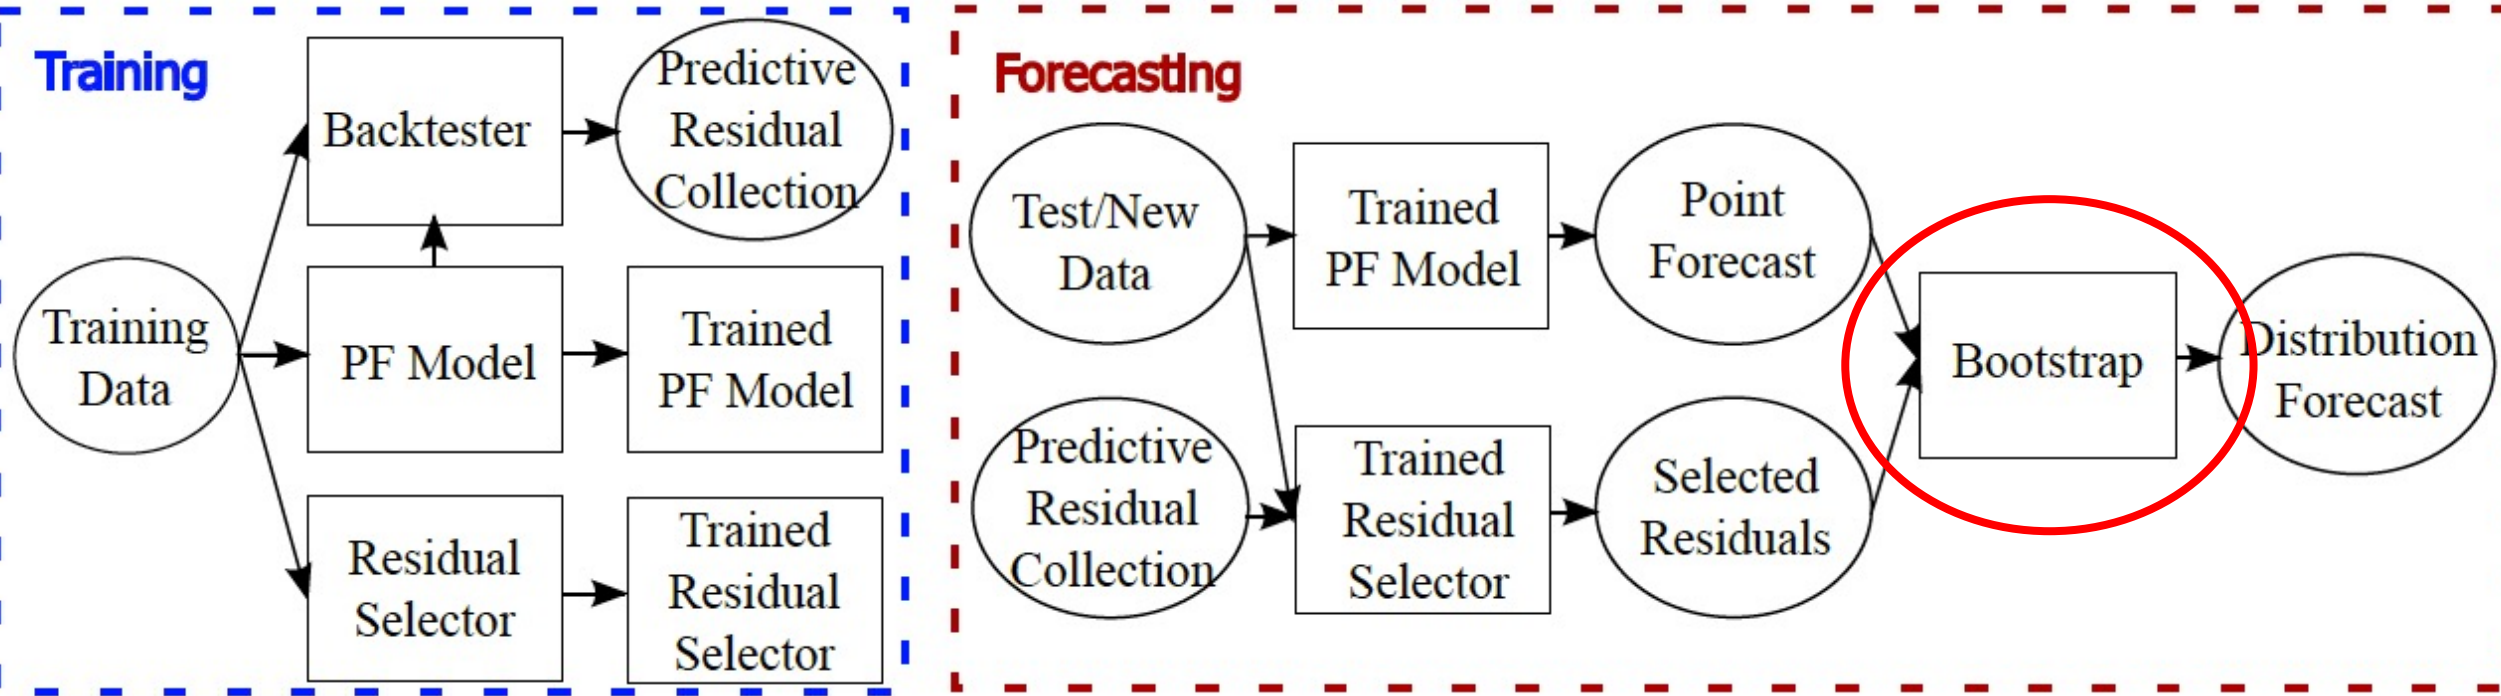 Training
Backtester
Predictive
Residual
Collection
Training
Data
PF Model
Trained
PF Model
Residual
Selector
Trained
Residual
Selector
Forecasting
Test/New
Data
Trained
PF Model
Point
Forecast
Predictive
Residual
Collection
Trained
Residual
Selector
Selected
Residuals
Bootstrap
Distribution
Forecast